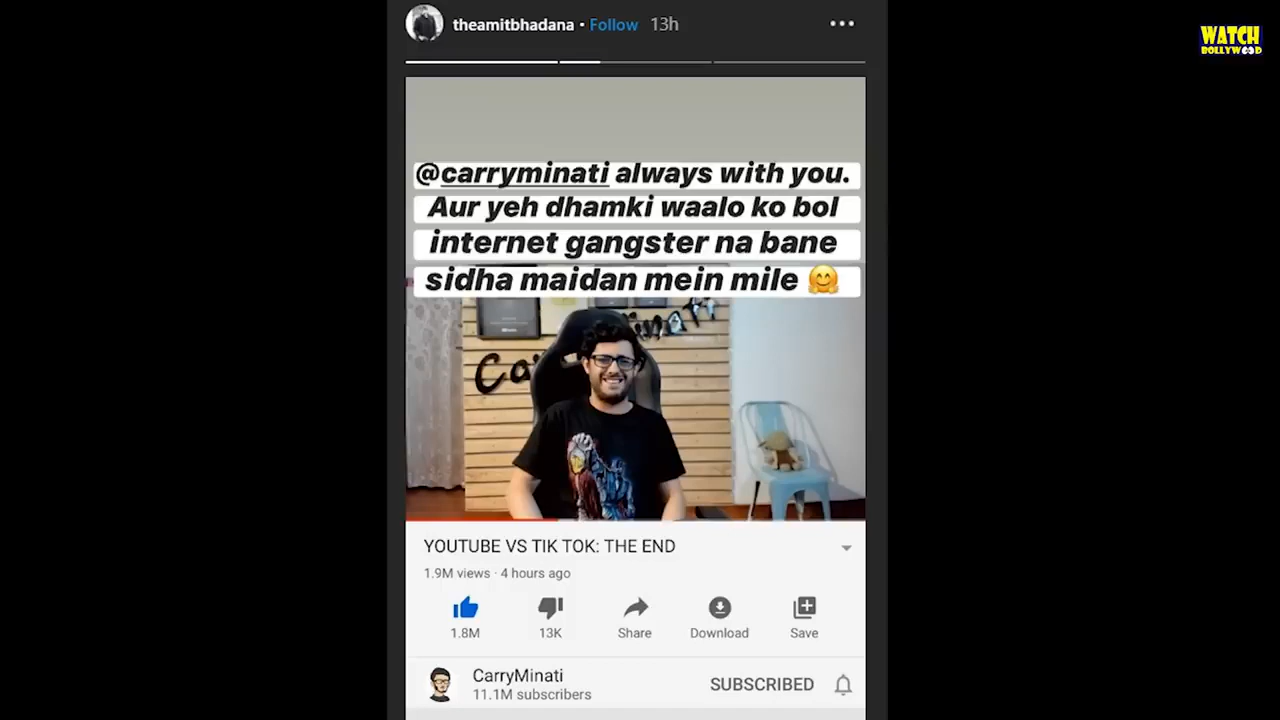 theamitbhadana • Follow 13h
WATCH
BOLLYWOOD
@carryminati always with you.
Aur yeh dhamki waalo ko bol
internet gangster na bane
sidha maidan mein mile 🤗
YOUTUBE VS TIK TOK: THE END
1.9M views · 4 hours ago
1.8M 13K Share Download Save
CarryMinati
11.1M subscribers
SUBSCRIBED